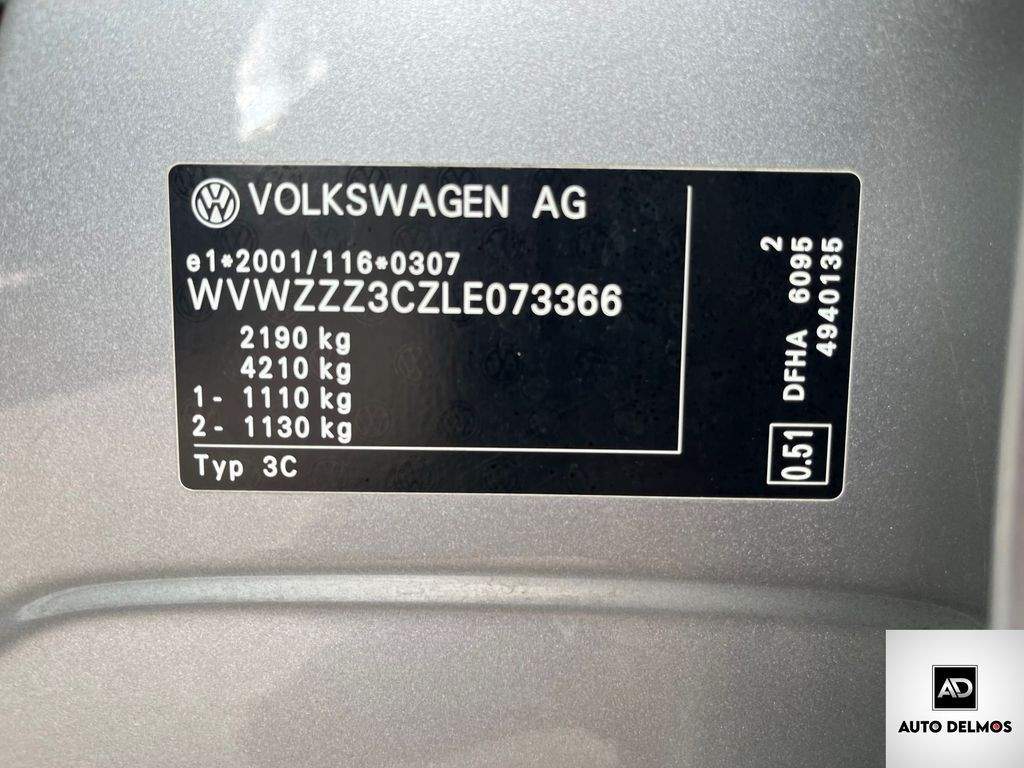 VOLKSWAGEN AG
e1*2001/116*0307
WVWZZZ3CZLE073366
2190 kg
4210 kg
1- 1110 kg
2- 1130 kg
Typ 3C
2
DFHA 6095
4940135
0.51
AD
AUTO DELMOS